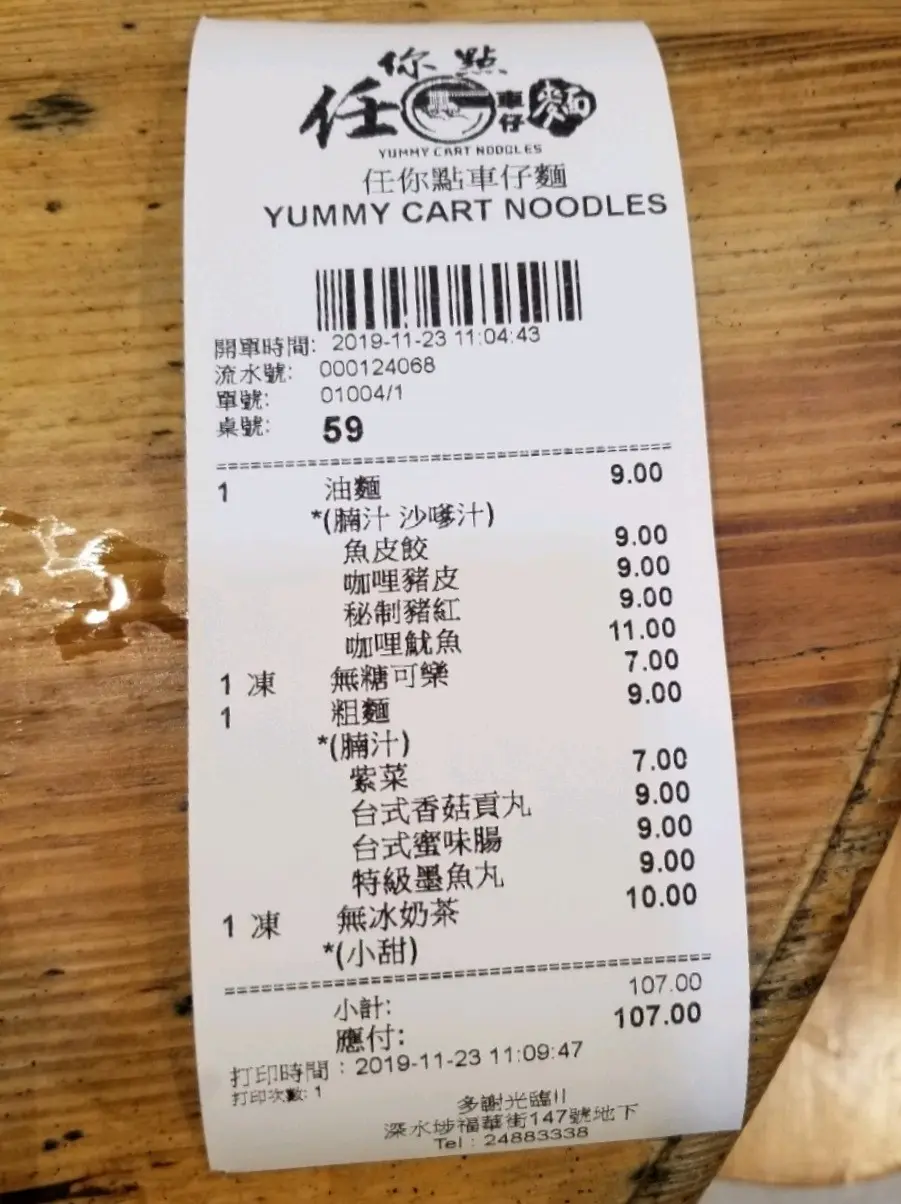 你點
任 車仔麵
YUMMY CART NOODLES
任你點車仔麵
YUMMY CART NOODLES
開單時間: 2019-11-23 11:04:43
流水號: 000124068
單號: 01004/1
桌號: 59
1 油麵 9.00
*(腩汁 沙嗲汁)
魚皮餃 9.00
咖哩豬皮 9.00
秘制豬紅 9.00
咖哩魷魚 11.00
1 凍 無糖可樂 7.00
1 粗麵 9.00
*(腩汁)
紫菜 7.00
台式香菇貢丸 9.00
台式蜜味腸 9.00
特級墨魚丸 9.00
1 凍 無冰奶茶 10.00
*(小甜)
小計: 107.00
應付: 107.00
打印時間：2019-11-23 11:09:47
打印次數: 1
多謝光臨!!
深水埗福華街147號地下
Tel : 24883338